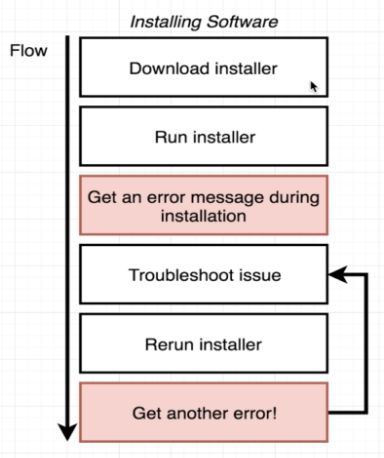 Installing Software
Flow
Download installer
Run installer
Get an error message during
installation
Troubleshoot issue
Rerun installer
Get another error!